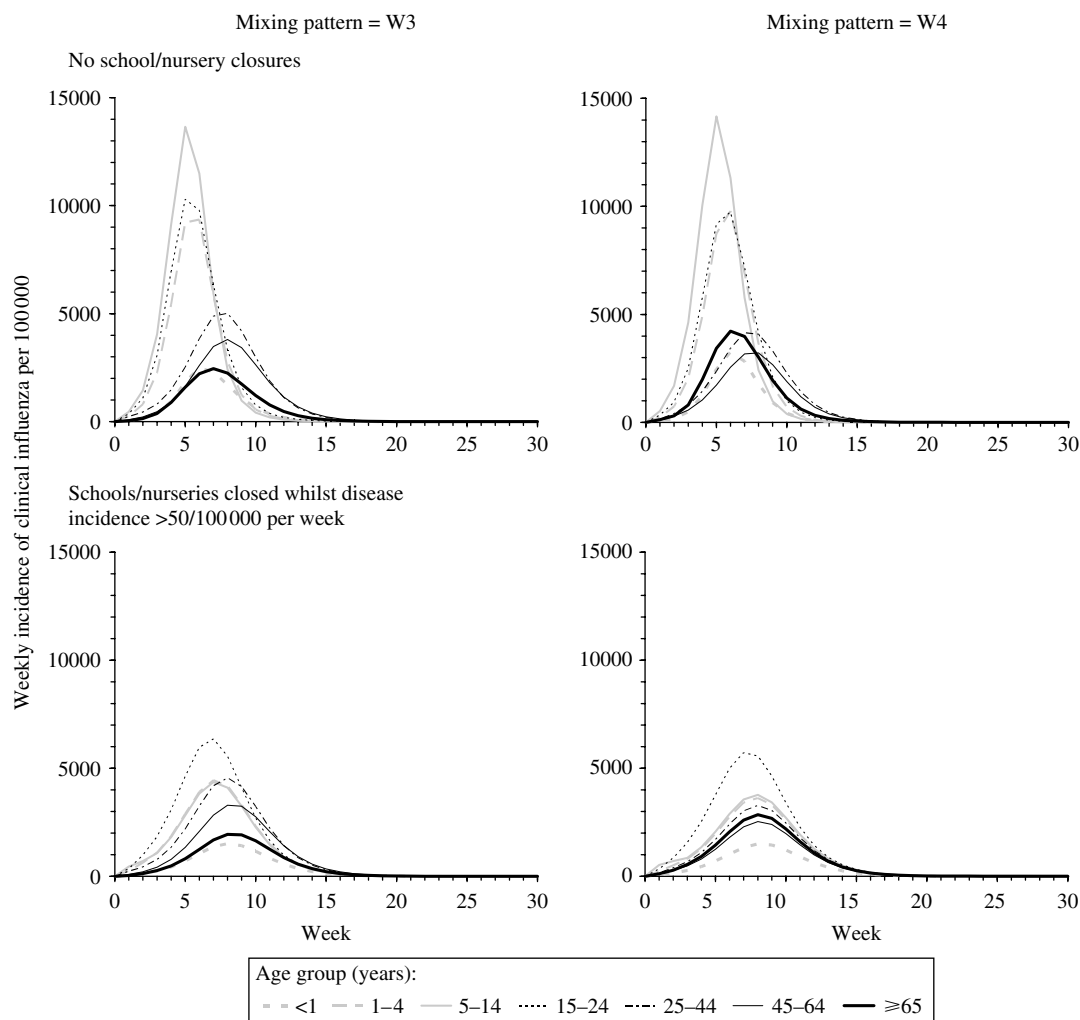 Mixing pattern = W3
Mixing pattern = W4
No school/nursery closures
15000
10000
5000
0
0 5 10 15 20 25 30
15000
10000
5000
0
0 5 10 15 20 25 30
Weekly incidence of clinical influenza per 100000
Schools/nurseries closed whilst disease
incidence >50/100000 per week
15000
10000
5000
0
0 5 10 15 20 25 30
Week
15000
10000
5000
0
0 5 10 15 20 25 30
Week
Age group (years):
<1 1–4 5–14 15–24 25–44 45–64 ⩾65